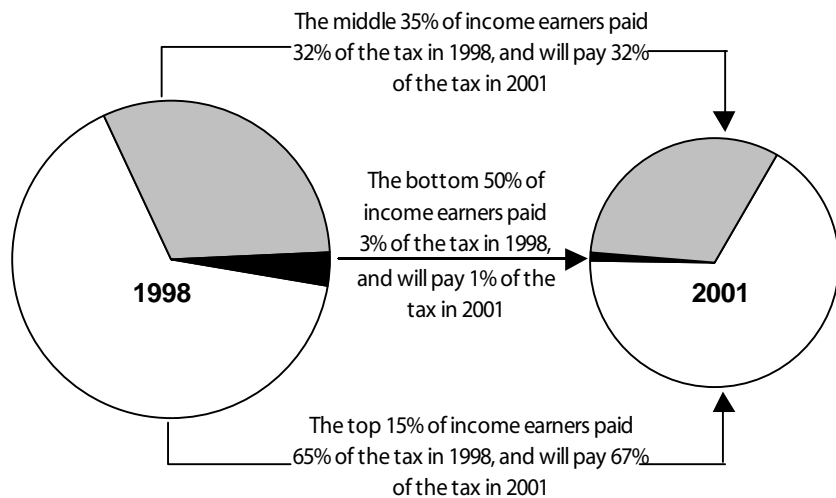 The middle 35% of income earners paid
32% of the tax in 1998, and will pay 32%
of the tax in 2001
The bottom 50% of
income earners paid
3% of the tax in 1998,
and will pay 1% of the
tax in 2001
1998
2001
The top 15% of income earners paid
65% of the tax in 1998, and will pay 67%
of the tax in 2001